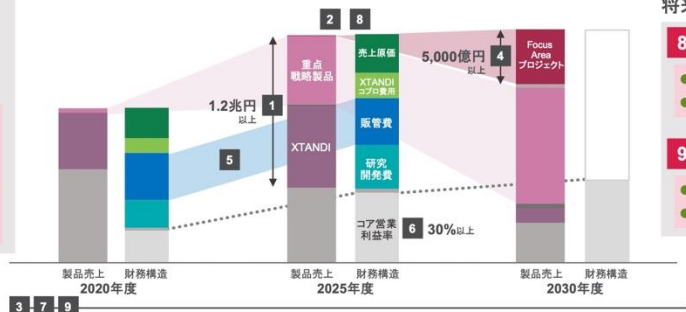 将来
2 8
8
重点
戦略製品
売上原価
5,000億円
以上
4
Focus
Area
プロジェクト
1.2兆円
以上
1
XTANDI
コプロ費用
XTANDI
販管費
5
9
研究
開発費
コア営業
利益率
6 30%以上
製品売上 財務構造
2020年度
製品売上 財務構造
2025年度
製品売上 財務構造
2030年度
3 7 9